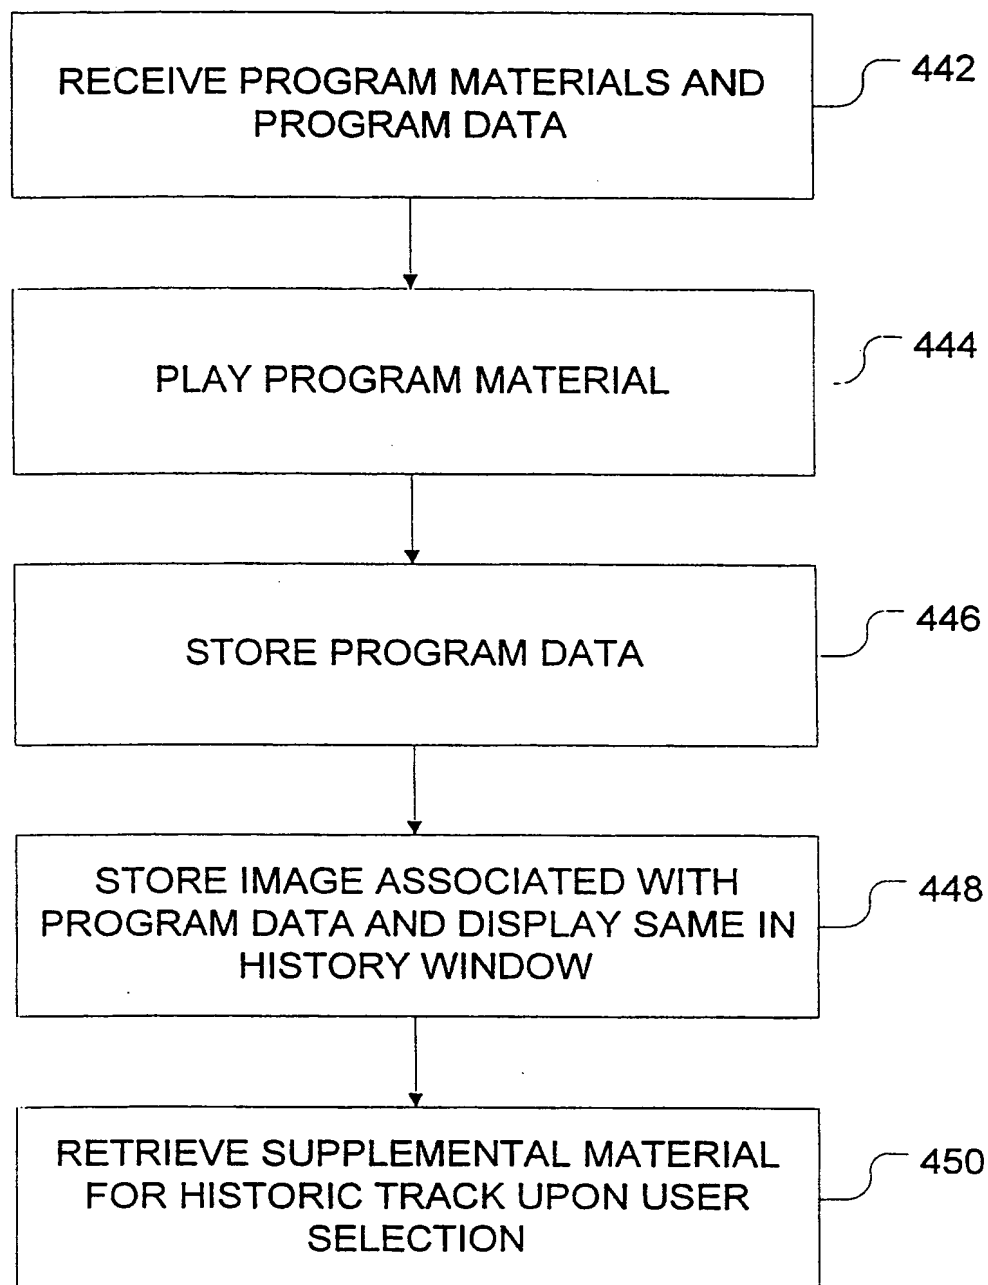 RECEIVE PROGRAM MATERIALS AND
PROGRAM DATA
442
PLAY PROGRAM MATERIAL
444
STORE PROGRAM DATA
446
STORE IMAGE ASSOCIATED WITH
PROGRAM DATA AND DISPLAY SAME IN
HISTORY WINDOW
448
RETRIEVE SUPPLEMENTAL MATERIAL
FOR HISTORIC TRACK UPON USER
SELECTION
450